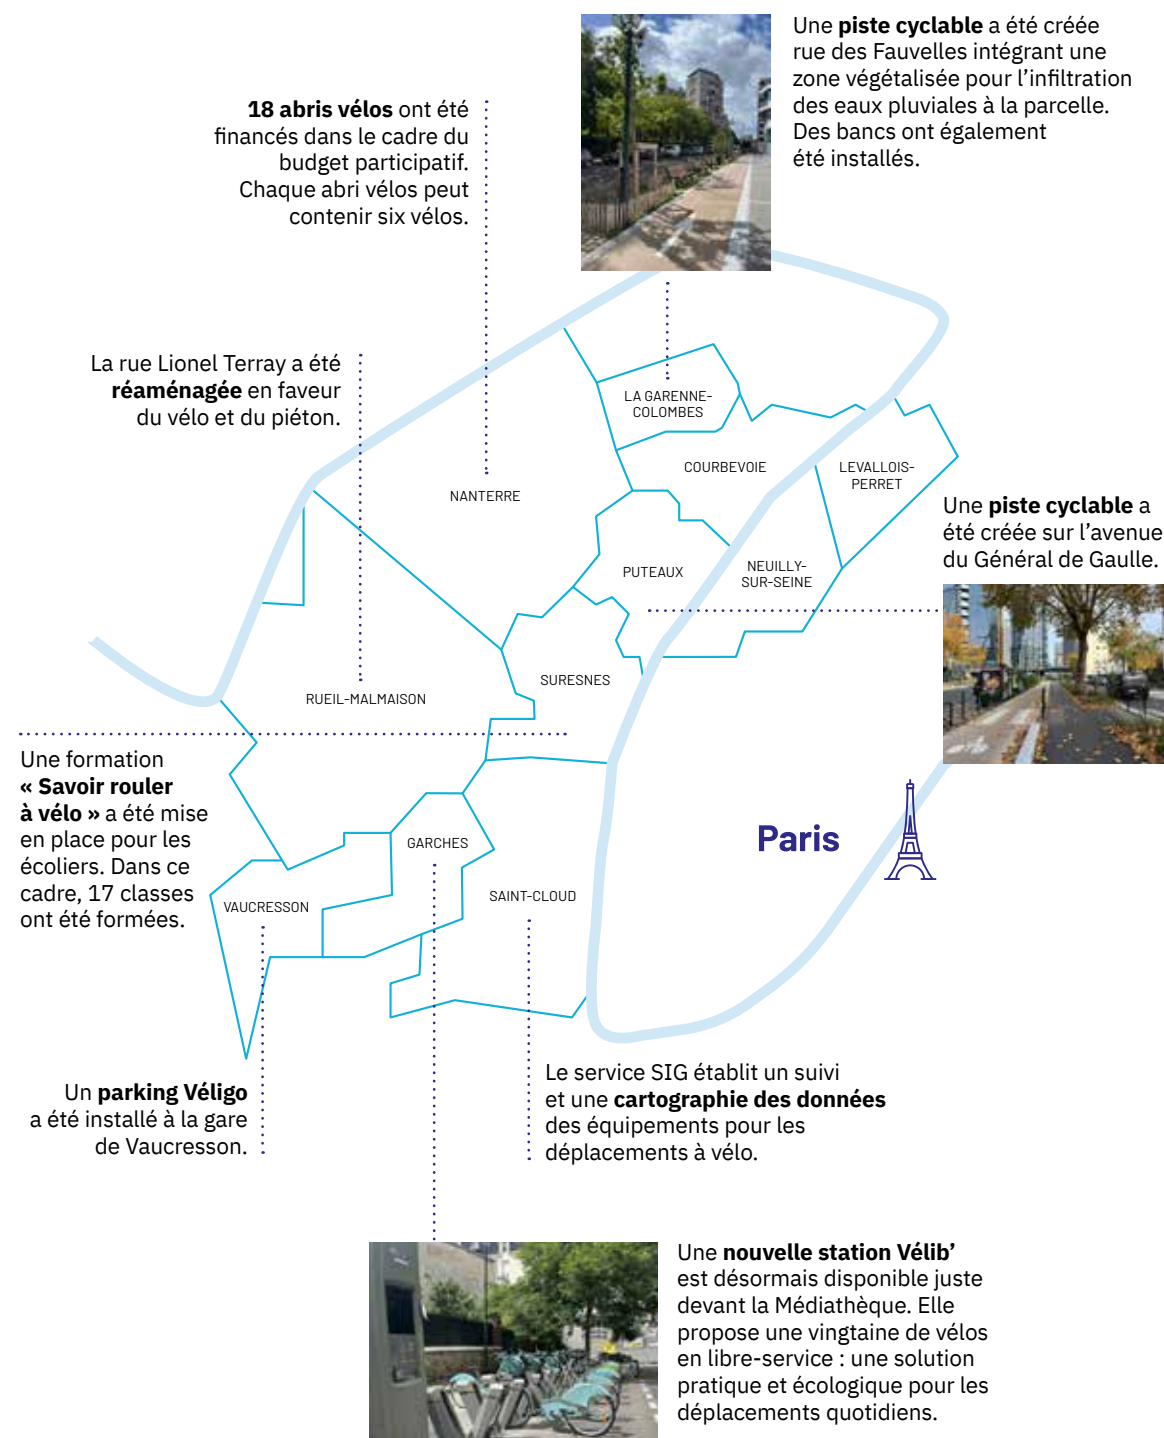 Une piste cyclable a été créée
rue des Fauvelles intégrant une
zone végétalisée pour l’infiltration
des eaux pluviales à la parcelle.
Des bancs ont également
été installés.
18 abris vélos ont été
financés dans le cadre du
budget participatif.
Chaque abri vélos peut
contenir six vélos.
La rue Lionel Terray a été
réaménagée en faveur
du vélo et du piéton.
LA GARENNE-
COLOMBES
COURBEVOIE
LEVALLOIS-
PERRET
NANTERRE
Une piste cyclable a
été créée sur l’avenue
du Général de Gaulle.
PUTEAUX
NEUILLY-
SUR-SEINE
SURESNES
RUEIL-MALMAISON
Une formation
« Savoir rouler
à vélo » a été mise
en place pour les
écoliers. Dans ce
cadre, 17 classes
ont été formées.
Paris
GARCHES
SAINT-CLOUD
VAUCRESSON
Un parking Véligo
a été installé à la gare
de Vaucresson.
Le service SIG établit un suivi
et une cartographie des données
des équipements pour les
déplacements à vélo.
Une nouvelle station Vélib’
est désormais disponible juste
devant la Médiathèque. Elle
propose une vingtaine de vélos
en libre-service : une solution
pratique et écologique pour les
déplacements quotidiens.